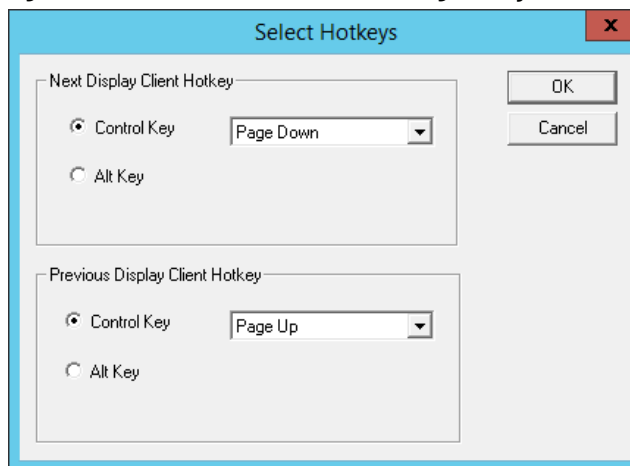 Select Hotkeys
x
Next Display Client Hotkey
OK
Control Key
Page Down
Cancel
Alt Key
Previous Display Client Hotkey
Control Key
Page Up
Alt Key